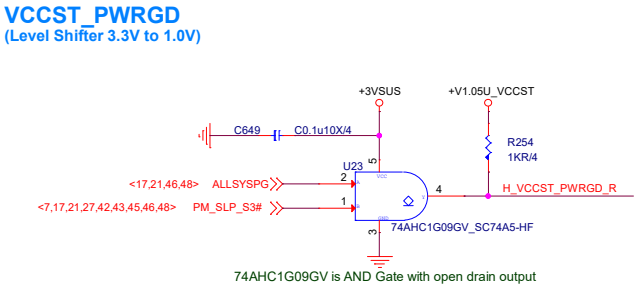 VCCST_PWRGD
(Level Shifter 3.3V to 1.0V)
+3VSUS
+V1.05U_VCCST
C649
C0.1u10X/4
R254
1KR/4
U23
5
VCC
<17,21,46,48>
ALLSYSPG
2
A
4
Y
H_VCCST_PWRGD_R
<7,17,21,27,42,43,45,46,48>
PM_SLP_S3#
1
B
GND
3
74AHC1G09GV_SC74A5-HF
74AHC1G09GV is AND Gate with open drain output